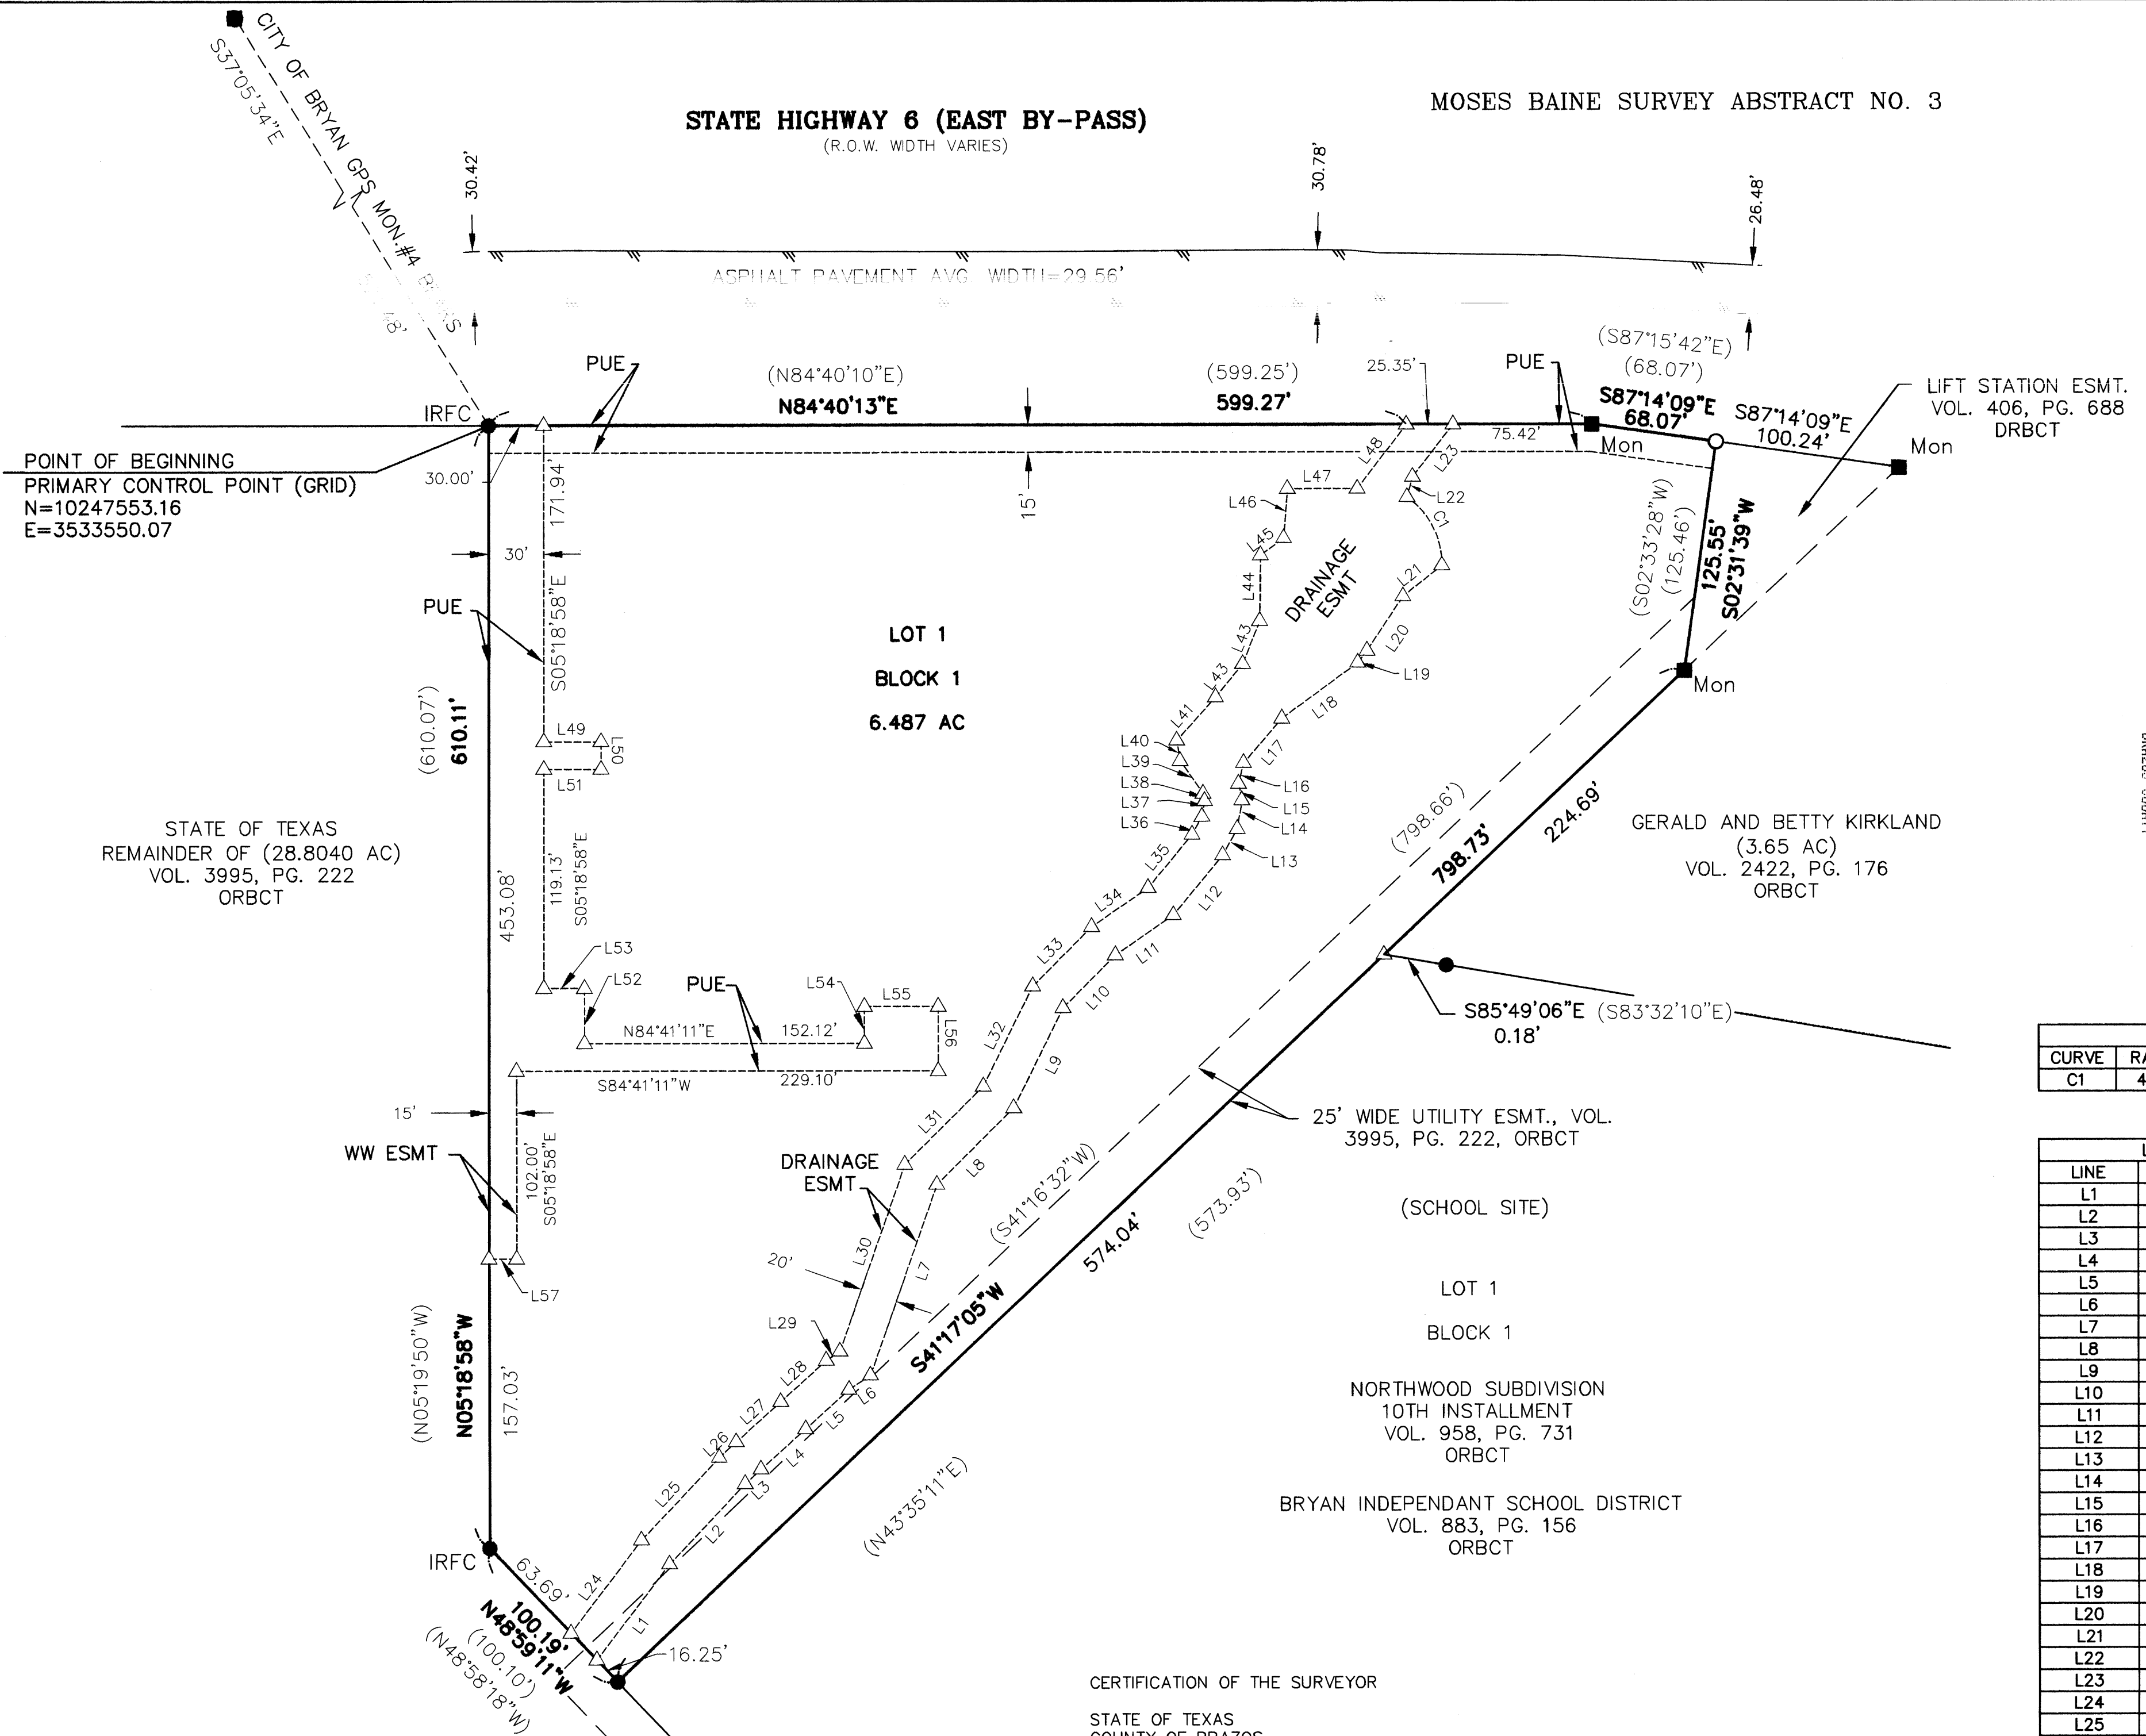 CITY OF BRYAN GPS MON.#4
S37°05'34"E
STATE HIGHWAY 6 (EAST BY-PASS)
(R.O.W. WIDTH VARIES)
MOSES BAINE SURVEY ABSTRACT NO. 3
30.42'
30.78'
26.48'
ASPHALT PAVEMENT AVG WIDTH=29.56'
PUE
(N84°40'10"E)
(599.25')
25.35'
PUE
(S87°15'42"E)
(68.07')
IRFC
N84°40'13"E
599.27'
S87°14'09"E
68.07'
S87°14'09"E
100.24'
LIFT STATION ESMT.
VOL. 406, PG. 688
DRBCT
75.42'
Mon
Mon
POINT OF BEGINNING
PRIMARY CONTROL POINT (GRID)
N=10247553.16
E=3533550.07
30.00'
171.94'
15'
L48
L23
L47
L46
L22
C1
L45
30'
S05°18'58"E
(S02°33'28"W)
(125.46')
125.55'
S02°31'39"W
L44
DRAINAGE
ESMT
L21
PUE
LOT 1
BLOCK 1
6.487 AC
L43
L20
L19
L43
Mon
(610.07')
610.11'
L18
L41
L49
L50
L40
L17
L51
L39
L38
L16
L37
L15
L36
L14
L13
STATE OF TEXAS
REMAINDER OF (28.8040 AC)
VOL. 3995, PG. 222
ORBCT
(798.66')
798.73'
224.69'
GERALD AND BETTY KIRKLAND
(3.65 AC)
VOL. 2422, PG. 176
ORBCT
453.08'
119.13'
S05°18'58"E
L35
L34
L12
L53
L11
L52
PUE
L54
L55
L33
L10
S85°49'06"E (S83°32'10"E)
0.18'
N84°41'11"E
152.12'
L56
L32
L9
S84°41'11"W
229.10'
CURVE
C1
15'
25' WIDE UTILITY ESMT., VOL.
3995, PG. 222, ORBCT
WW ESMT
102.00'
S05°18'58"E
L31
DRAINAGE
ESMT
L8
(S41°16'32"W)
(573.93')
574.04'
(SCHOOL SITE)
L30
20'
L7
L57
LOT 1
BLOCK 1
S41°17'05"W
L29
(N05°19'50"W)
N05°18'58"W
157.03'
L28
L6
L27
L5
L26
L4
L3
L25
NORTHWOOD SUBDIVISION
10TH INSTALLMENT
VOL. 958, PG. 731
ORBCT
(N43°35'11"E)
BRYAN INDEPENDANT SCHOOL DISTRICT
VOL. 883, PG. 156
ORBCT
L2
IRFC
63.69'
L24
L1
100.19'
N48°59'11"W
(100.10')
(N48°58'18"W)
16.25'
CERTIFICATION OF THE SURVEYOR
STATE OF TEXAS
COUNTY OF BRAZOS
LINE
L1
L2
L3
L4
L5
L6
L7
L8
L9
L10
L11
L12
L13
L14
L15
L16
L17
L18
L19
L20
L21
L22
L23
L24
L25